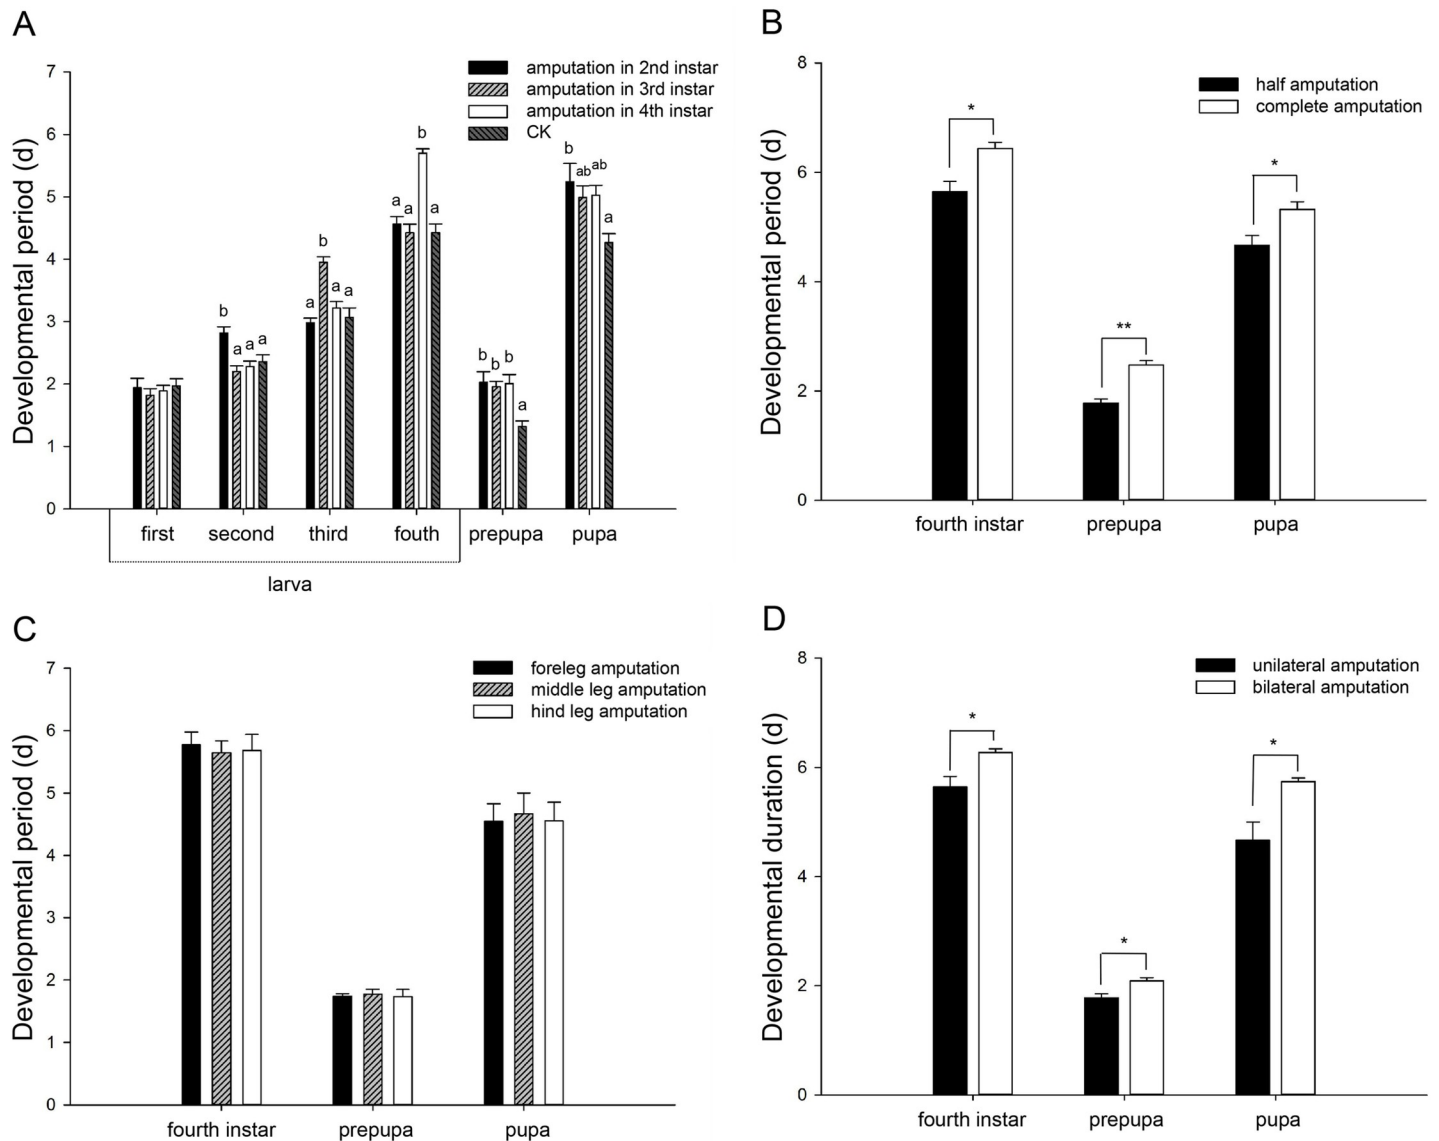 A
Developmental period (d)
7
6
5
4
3
2
1
0
amputation in 2nd instar
amputation in 3rd instar
amputation in 4th instar
CK
b
a
a
a
a
b
a
a
a
a
b
a
b
b
b
a
b
ab
ab
a
first
second
third
fouth
prepupa
pupa
larva
B
Developmental period (d)
8
6
4
2
0
half amputation
complete amputation
*
**
*
fourth instar
prepupa
pupa
C
Developmental period (d)
7
6
5
4
3
2
1
0
foreleg amputation
middle leg amputation
hind leg amputation
fourth instar
prepupa
pupa
D
Developmental duration (d)
8
6
4
2
0
unilateral amputation
bilateral amputation
*
*
*
fourth instar
prepupa
pupa